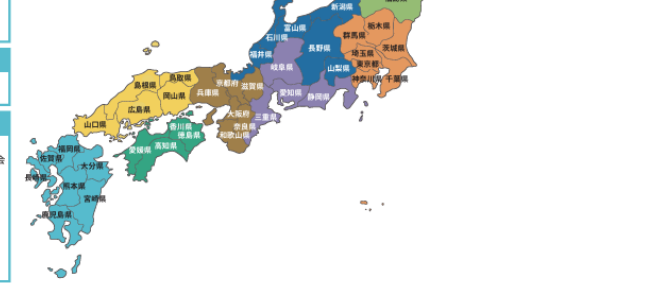 新潟県
富山県
石川県
栃木県
群馬県
福井県
長野県
茨城県
埼玉県
岐阜県
山梨県
東京都
神奈川県
千葉県
鳥取県
島根県
京都府
兵庫県
滋賀県
岡山県
愛知県
静岡県
広島県
大阪府
三重県
山口県
香川県
徳島県
奈良県
和歌山県
愛媛県
高知県
福岡県
佐賀県
大分県
会
長崎県
熊本県
宮崎県
鹿児島県